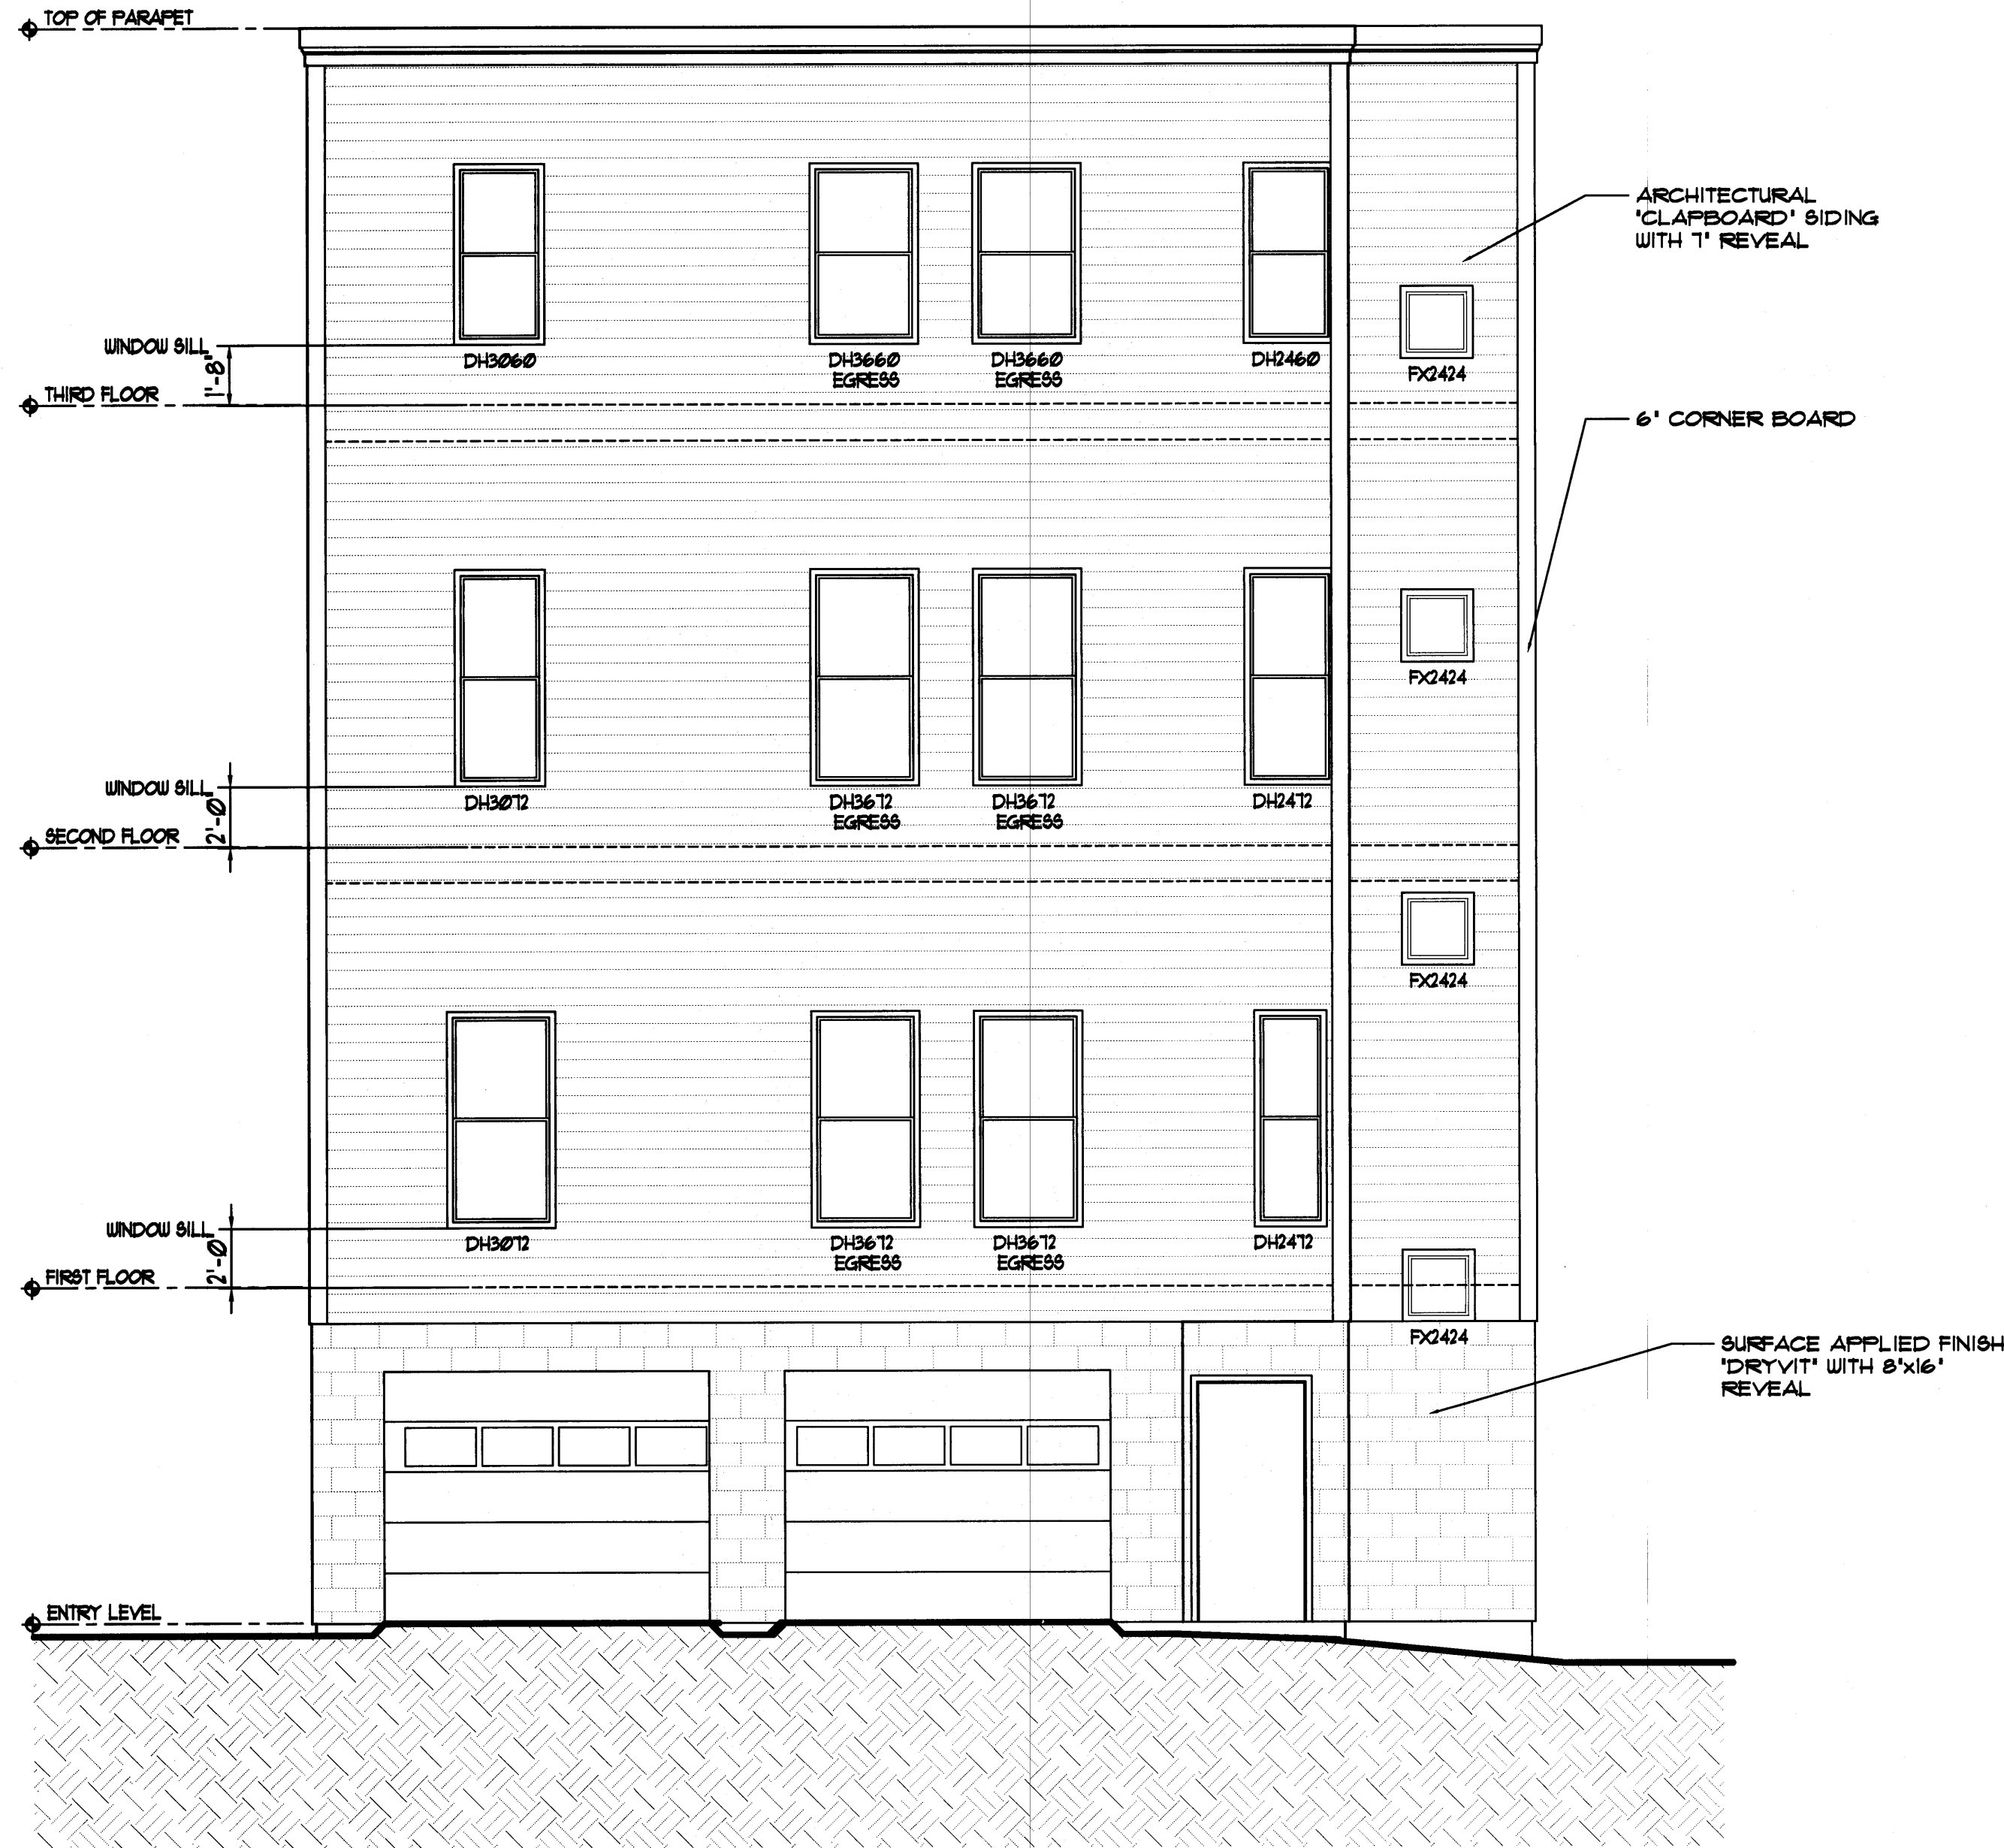 TOP OF PARAPET
ARCHITECTURAL
"CLAPBOARD" SIDING
WITH 7" REVEAL
WINDOW SILL
1'-8"
DH3060
DH3660
EGRESS
DH3660
EGRESS
DH2460
FX2424
THIRD FLOOR
6" CORNER BOARD
FX2424
WINDOW SILL
2'-0"
DH3072
DH3672
EGRESS
DH3672
EGRESS
DH2472
SECOND FLOOR
FX2424
WINDOW SILL
2'-0"
DH3072
DH3672
EGRESS
DH3672
EGRESS
DH2472
FIRST FLOOR
FX2424
SURFACE APPLIED FINISH
"DRYVIT" WITH 8"x16"
REVEAL
ENTRY LEVEL